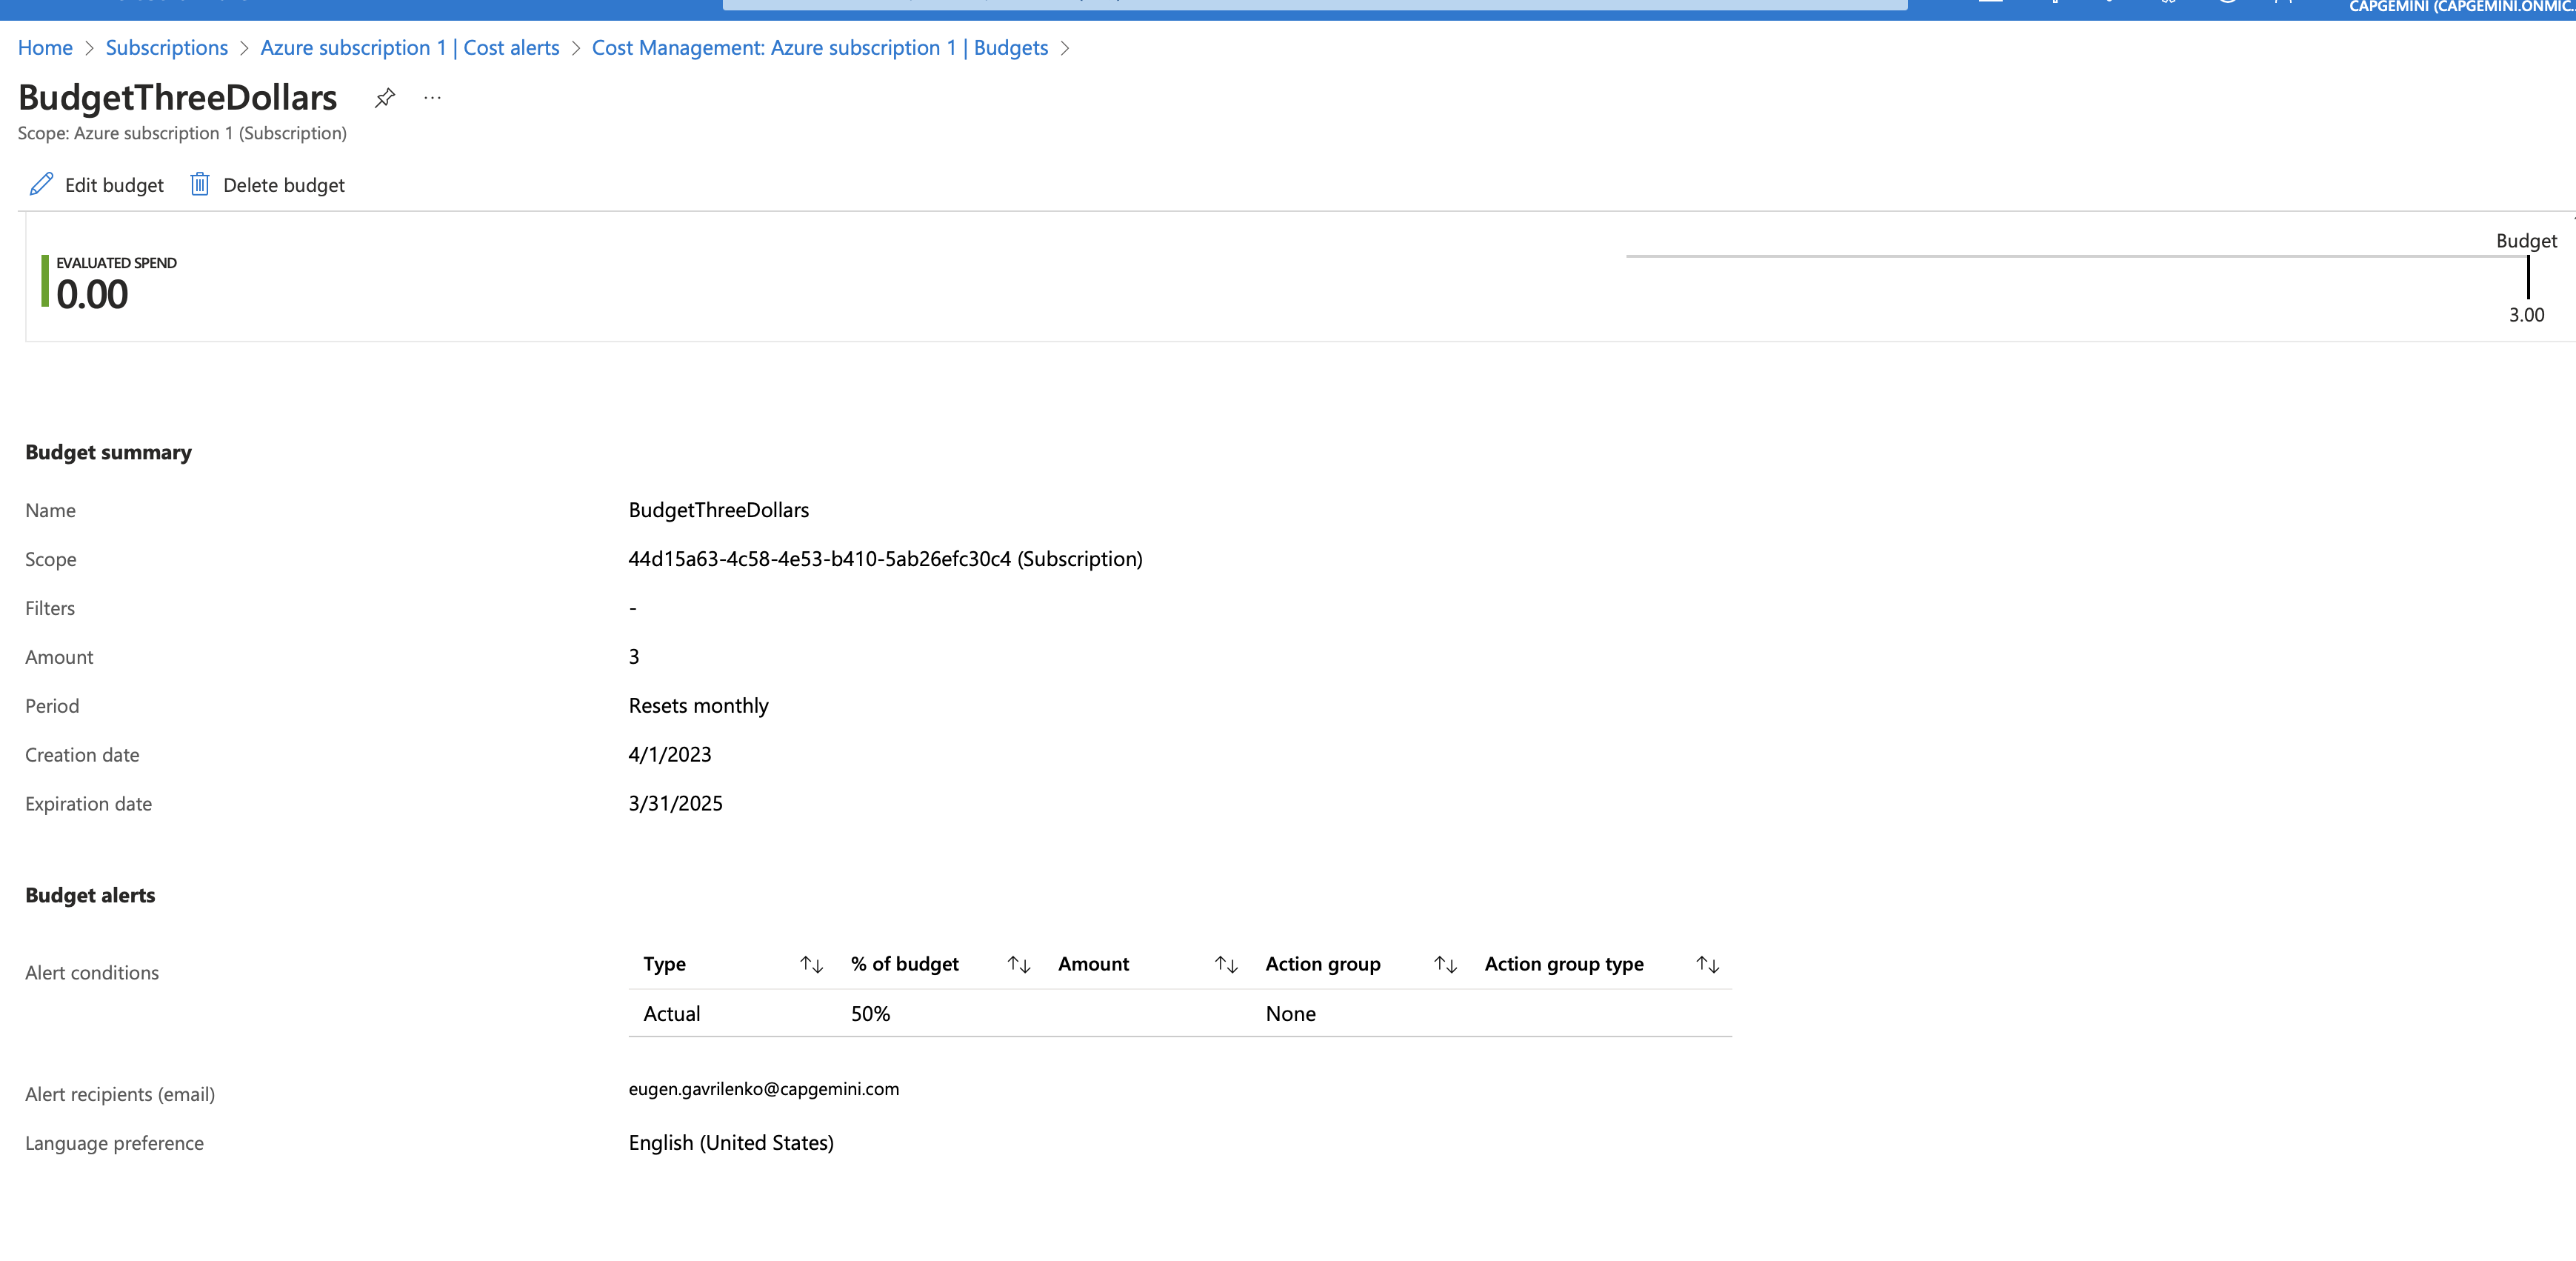 CAPGEMINI (CAPGEMINI.ONMIC...
Home > Subscriptions > Azure subscription 1 | Cost alerts > Cost Management: Azure subscription 1 | Budgets >
BudgetThreeDollars ...
Scope: Azure subscription 1 (Subscription)
Edit budget Delete budget
Budget
EVALUATED SPEND
0.00
3.00
Budget summary
Name BudgetThreeDollars
Scope 44d15a63-4c58-4e53-b410-5ab26efc30c4 (Subscription)
Filters -
Amount 3
Period Resets monthly
Creation date 4/1/2023
Expiration date 3/31/2025
Budget alerts
Alert conditions
Type ↑↓ % of budget ↑↓ Amount ↑↓ Action group ↑↓ Action group type ↑↓
Actual 50% None
Alert recipients (email) eugen.gavrilenko@capgemini.com
Language preference English (United States)